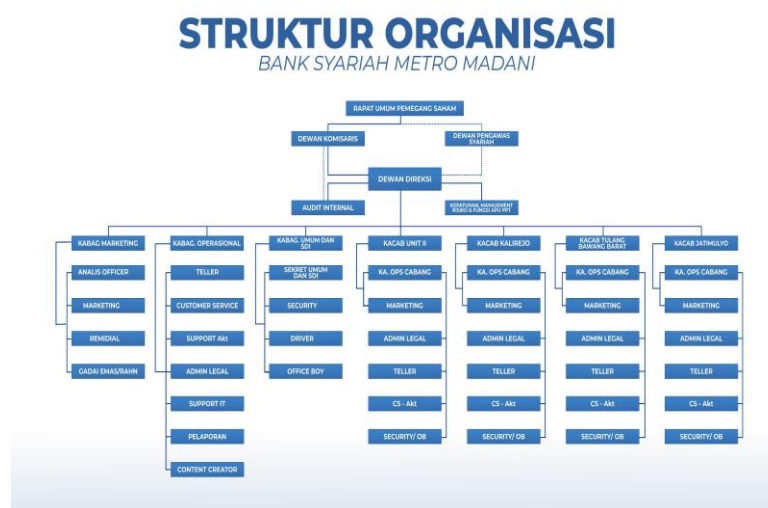 STRUKTUR ORGANISASI
BANK SYARIAH METRO MADANI
RAPAT UMUM PEMEGANG SAHAM
DEWAN KOMISARIS
DEWAN PENGAWAS
SYARIAH
DEWAN DIREKSI
AUDIT INTERNAL
KEPATUHAN, MANAGEMENT
RISIKO & FUNGSI APU PPT
KABAG MARKETING
ANALIS OFFICER
MARKETING
REMIDIAL
GADAI EMAS/RAHN
KABAG. OPERASIONAL
TELLER
CUSTOMER SERVICE
SUPPORT Akt
ADMIN LEGAL
SUPPORT IT
PELAPORAN
CONTENT CREATOR
KABAG. UMUM DAN
SDI
SEKRET UMUM
DAN SDI
SECURITY
DRIVER
OFFICE BOY
KACAB UNIT II
KA. OPS CABANG
MARKETING
ADMIN LEGAL
TELLER
CS - Akt
SECURITY/ OB
KACAB KALIREJO
KA. OPS CABANG
MARKETING
ADMIN LEGAL
TELLER
CS - Akt
SECURITY/ OB
KACAB TULANG
BAWANG BARAT
KA. OPS CABANG
MARKETING
ADMIN LEGAL
TELLER
CS - Akt
SECURITY/ OB
KACAB JATIMULYO
KA. OPS CABANG
MARKETING
ADMIN LEGAL
TELLER
CS - Akt
SECURITY/ OB